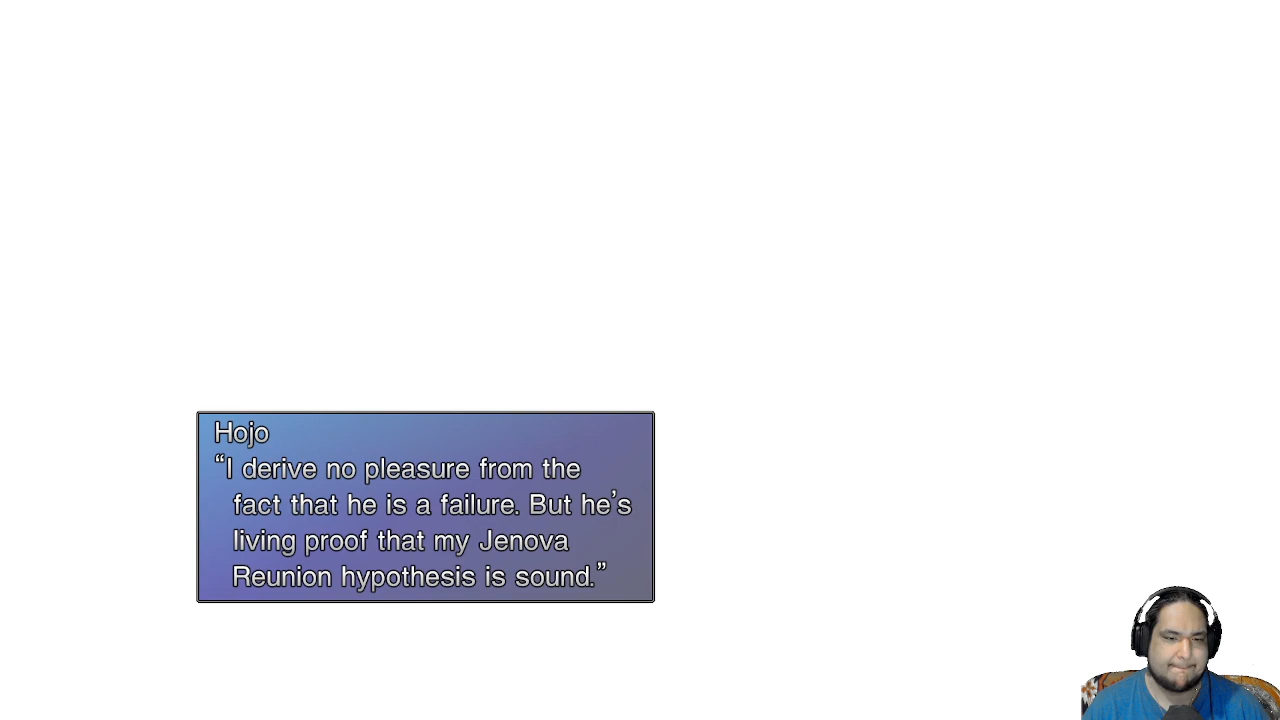 Hojo
“I derive no pleasure from the
fact that he is a failure. But he’s
living proof that my Jenova
Reunion hypothesis is sound.”